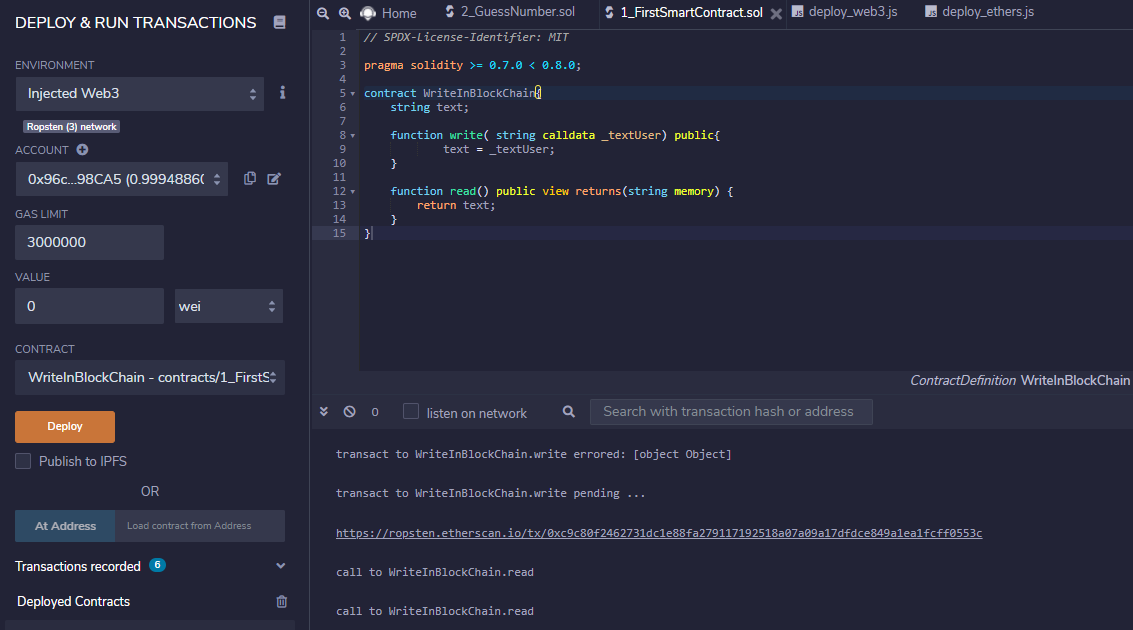 DEPLOY & RUN TRANSACTIONS
ENVIRONMENT
Injected Web3
Ropsten (3) network
ACCOUNT
0x96c...98CA5 (0.9994886(
GAS LIMIT
3000000
VALUE
0
wei
CONTRACT
WriteInBlockChain - contracts/1_FirstS
Deploy
Publish to IPFS
OR
At Address
Load contract from Address
Transactions recorded 6
Deployed Contracts
Home
2_GuessNumber.sol
1_FirstSmartContract.sol
deploy_web3.js
deploy_ethers.js
1 // SPDX-License-Identifier: MIT
2
3 pragma solidity >= 0.7.0 < 0.8.0;
4
5 contract WriteInBlockChain{
6 string text;
7
8 function write( string calldata _textUser) public{
9 text = _textUser;
10 }
11
12 function read() public view returns(string memory) {
13 return text;
14 }
15 }
ContractDefinition WriteInBlockChain
0
listen on network
Search with transaction hash or address
transact to WriteInBlockChain.write errored: [object Object]
transact to WriteInBlockChain.write pending ...
https://ropsten.etherscan.io/tx/0xc9c80f2462731dc1e88fa279117192518a07a09a17dfdce849a1ea1fcff0553c
call to WriteInBlockChain.read
call to WriteInBlockChain.read